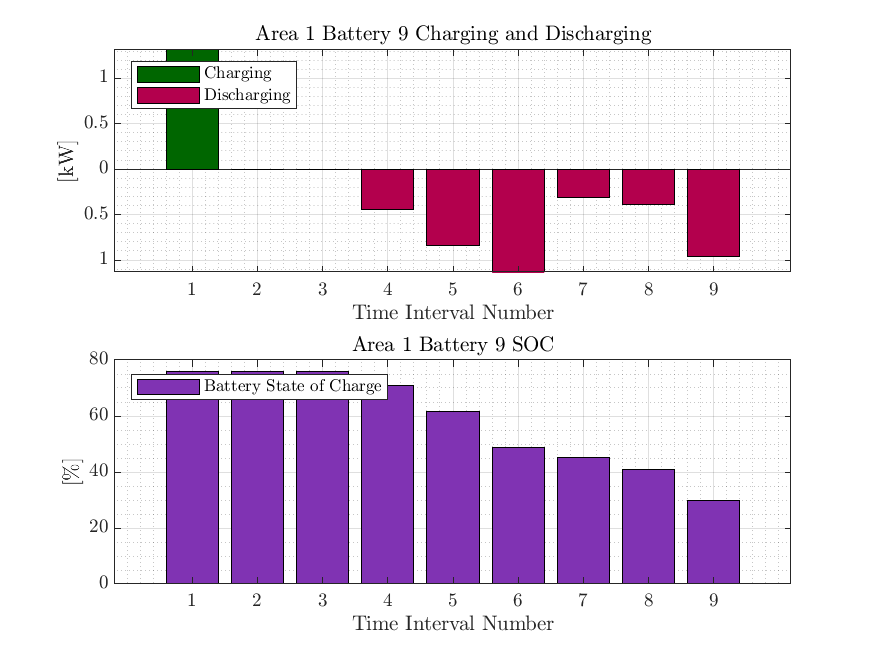 Area 1 Battery 9 Charging and Discharging
1
0.5
0
0.5
1
[kW]
Charging
Discharging
1 2 3 4 5 6 7 8 9
Time Interval Number
Area 1 Battery 9 SOC
80
60
40
20
0
[%]
Battery State of Charge
1 2 3 4 5 6 7 8 9
Time Interval Number